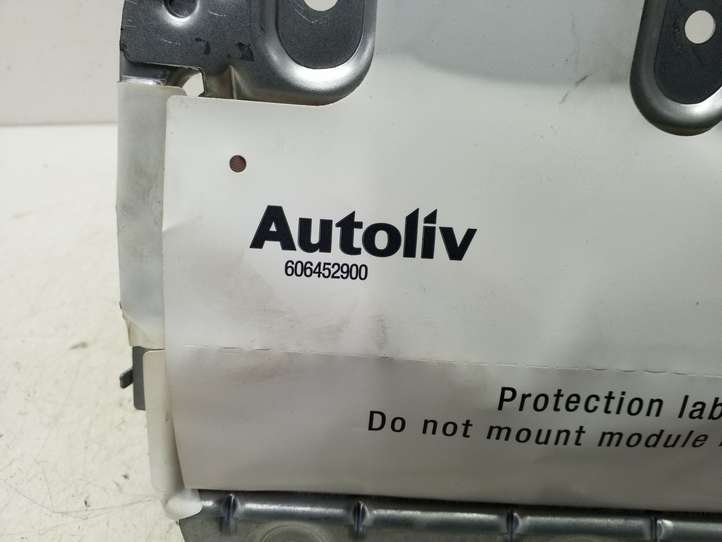 Autoliv
606452900
Protection lab
Do not mount module